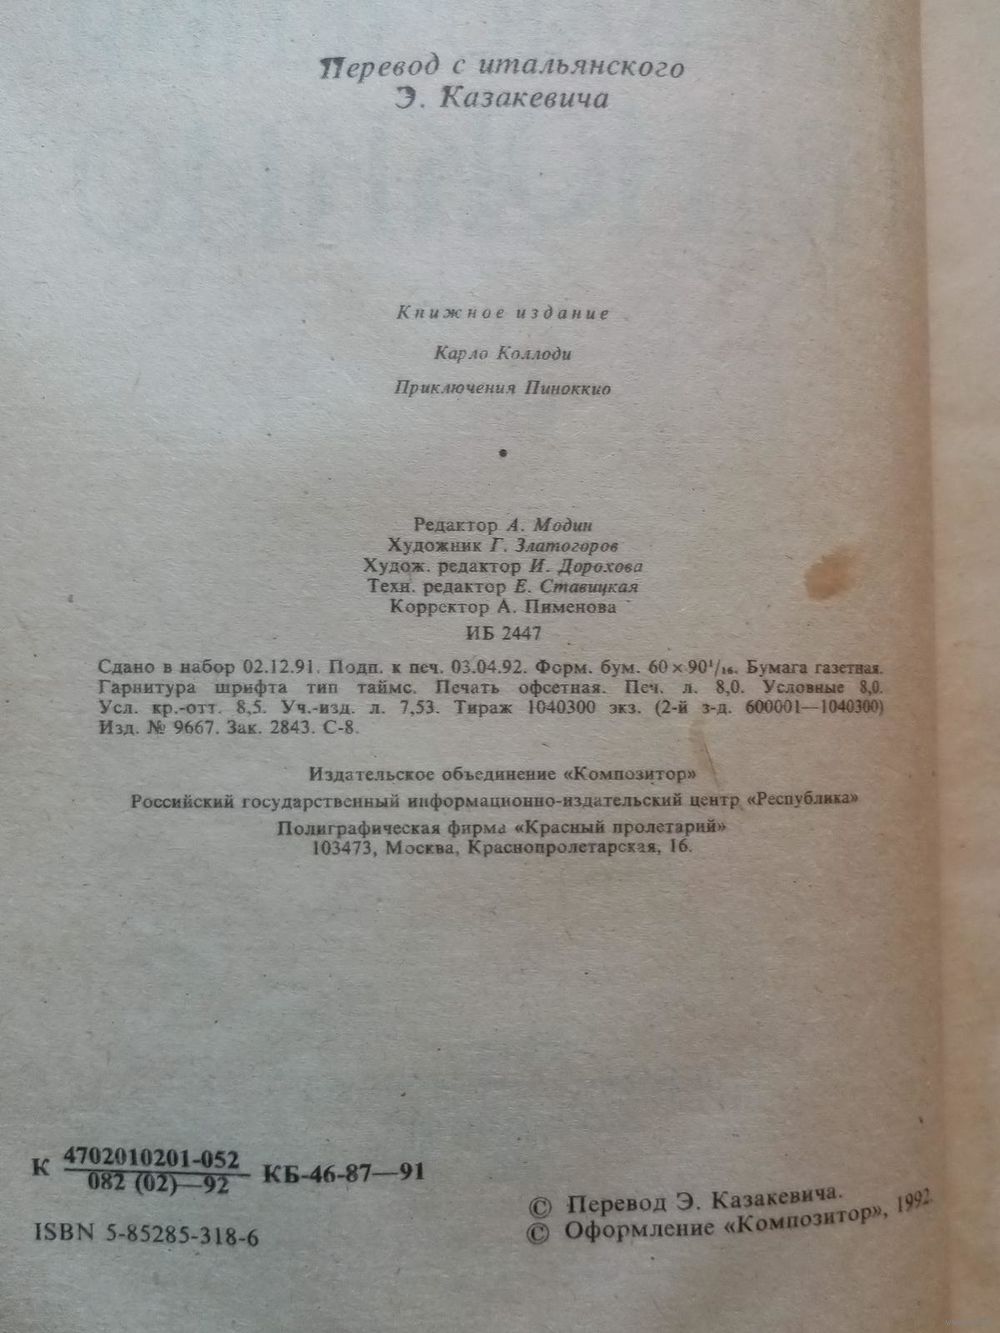 Перевод с итальянского
Э. Казакевича
Книжное издание
Карло Коллоди
Приключения Пиноккио
•
Редактор А. Модин
Художник Г. Златогоров
Худож. редактор И. Дорохова
Техн. редактор Е. Ставицкая
Корректор А. Пименова
ИБ 2447
Сдано в набор 02.12.91. Подп. к печ. 03.04.92. Форм. бум. 60×90¹/₁₆. Бумага газетная.
Гарнитура шрифта тип таймс. Печать офсетная. Печ. л. 8,0. Условные 8,0.
Усл. кр.-отт. 8,5. Уч.-изд. л. 7,53. Тираж 1040300 экз. (2-й з-д. 600001—1040300)
Изд. № 9667. Зак. 2843. С-8.
Издательское объединение «Композитор»
Российский государственный информационно-издательский центр «Республика»
Полиграфическая фирма «Красный пролетарий»
103473, Москва, Краснопролетарская, 16.
К 4702010201-052
082 (02)—92 КБ-46-87—91
ISBN 5-85285-318-6
© Перевод Э. Казакевича.
© Оформление «Композитор», 1992.